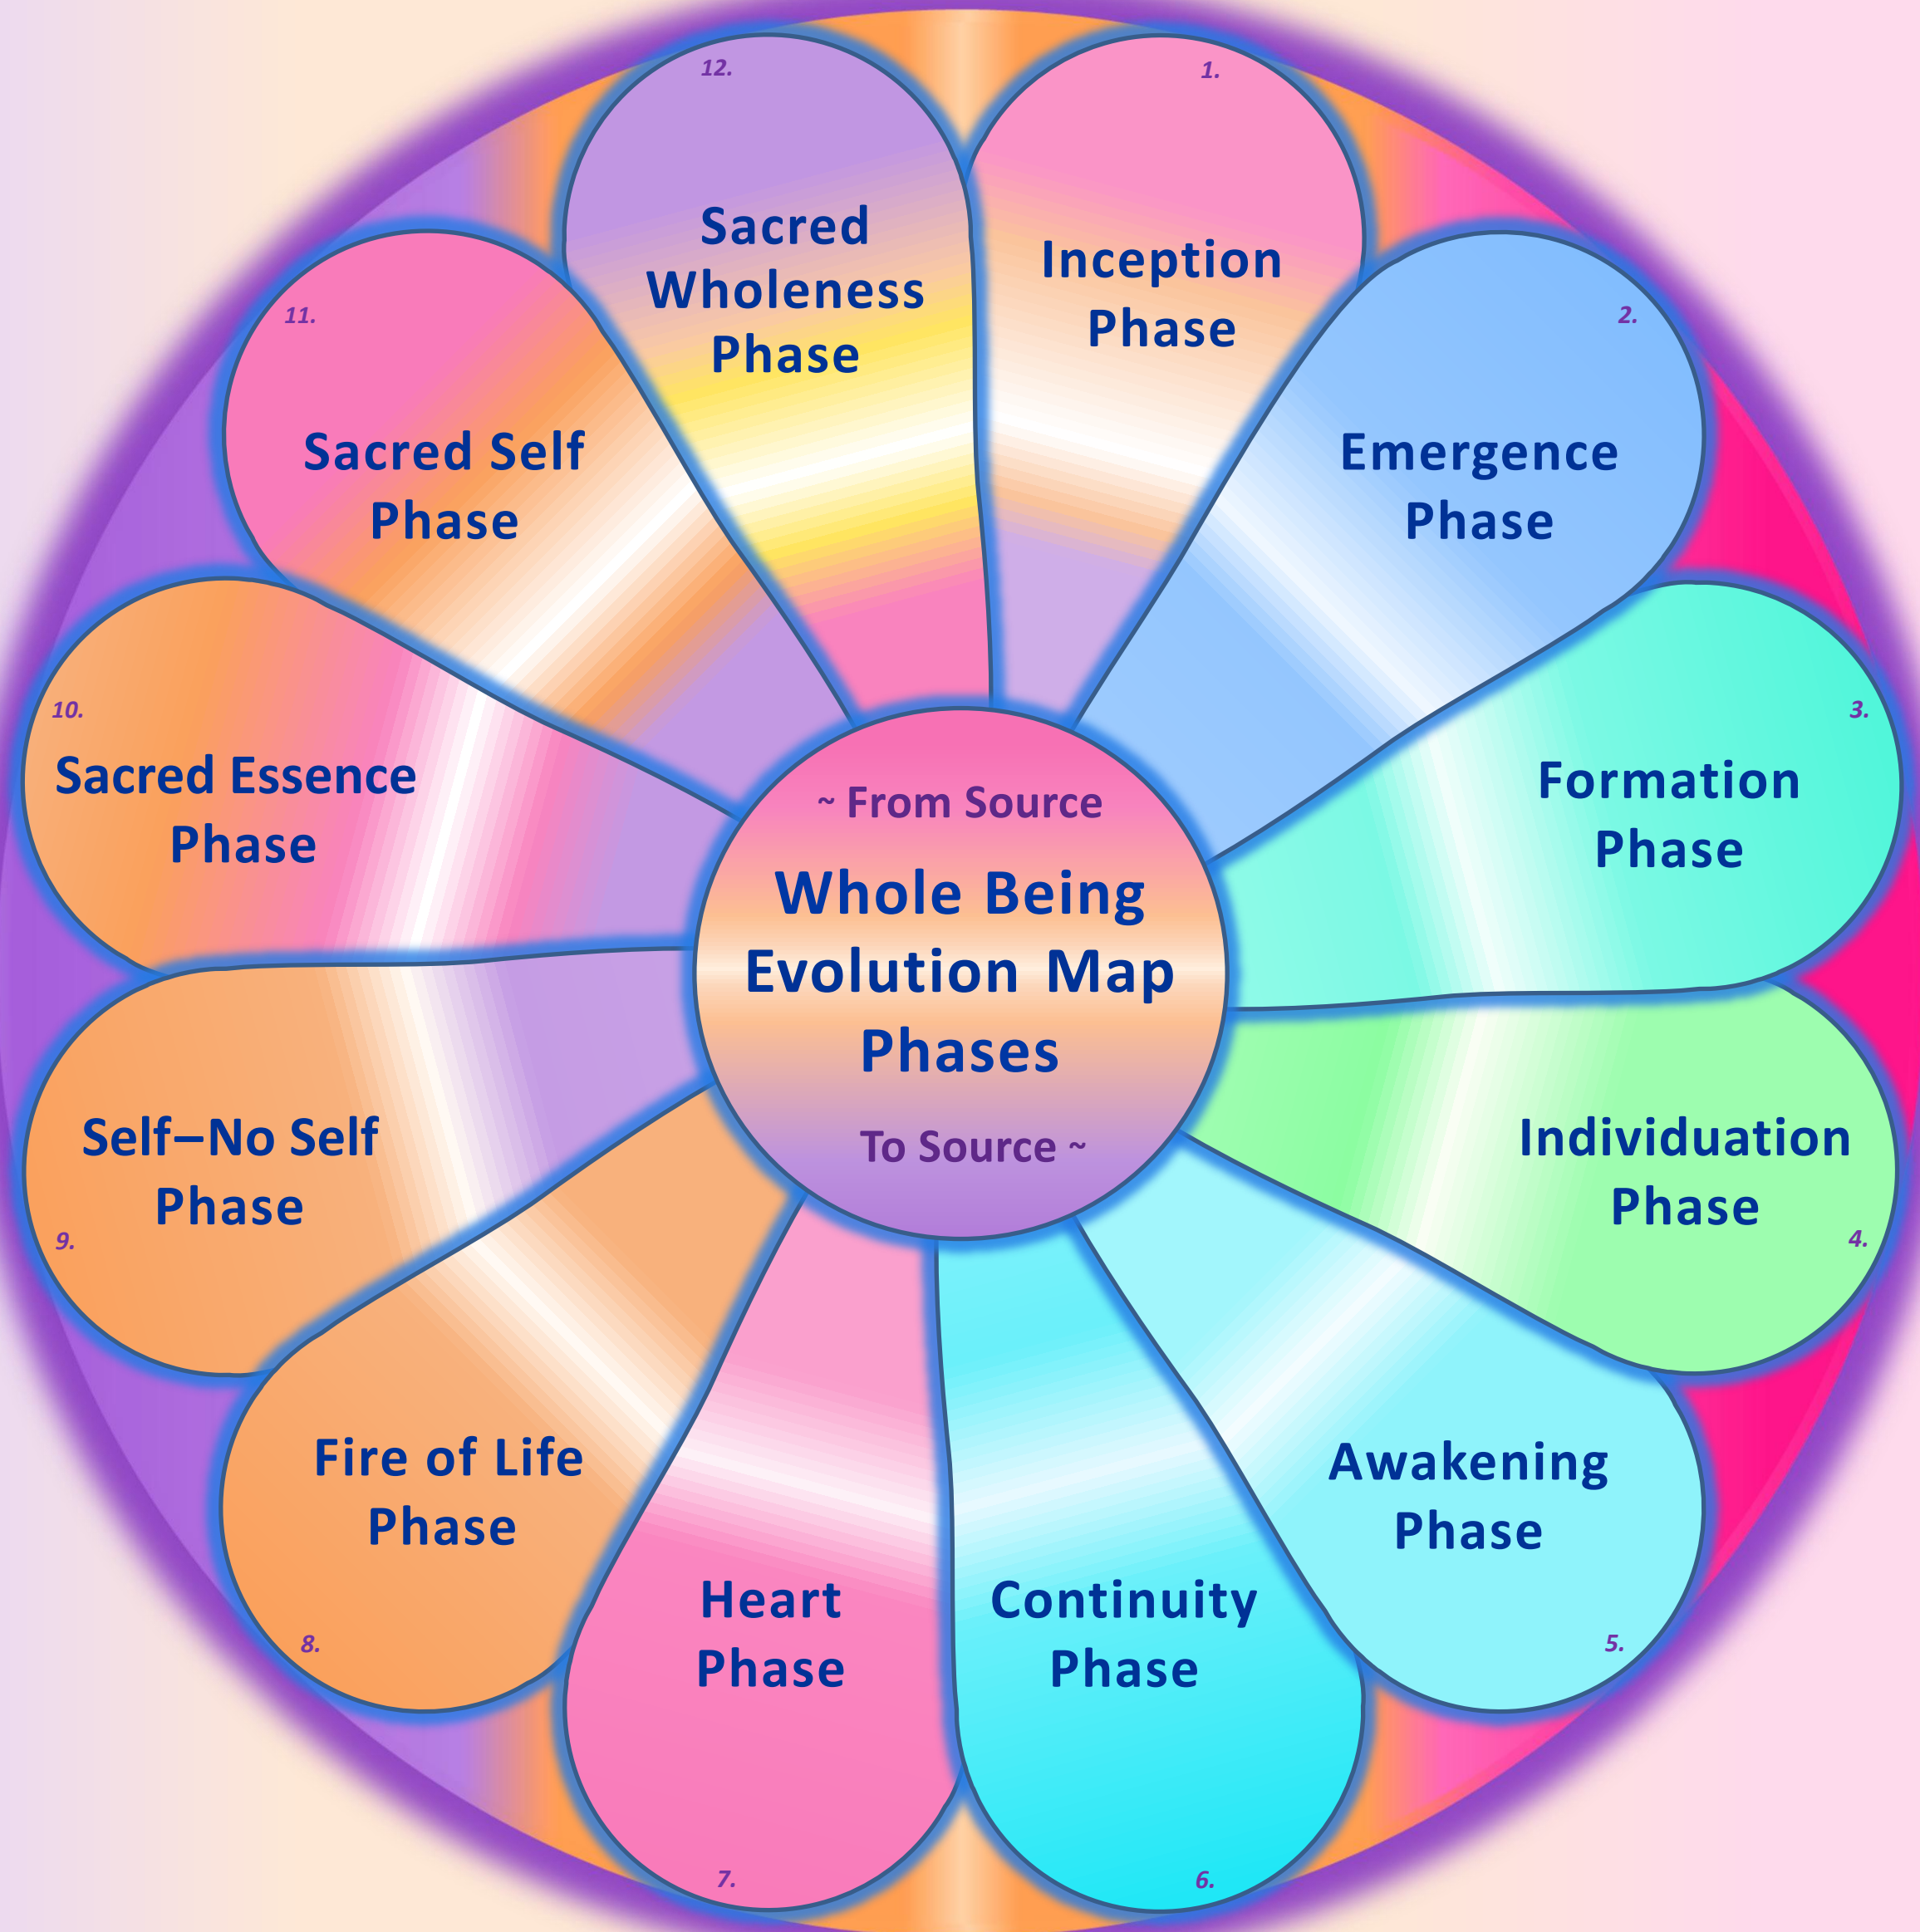 ~ From Source
Whole Being
Evolution Map
Phases
To Source ~
1.
Inception
Phase
2.
Emergence
Phase
3.
Formation
Phase
Individuation
Phase
4.
Awakening
Phase
5.
Continuity
Phase
6.
Heart
Phase
7.
Fire of Life
Phase
8.
Self–No Self
Phase
9.
10.
Sacred Essence
Phase
11.
Sacred Self
Phase
12.
Sacred
Wholeness
Phase